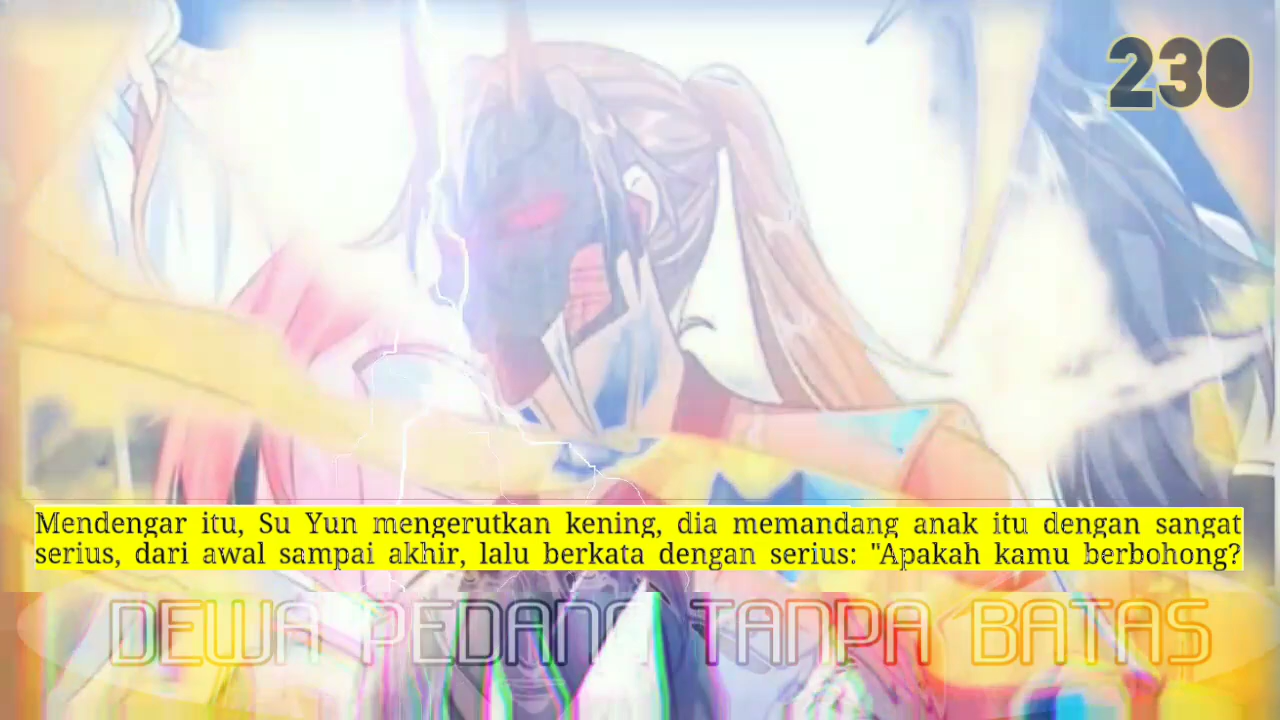 230
Mendengar itu, Su Yun mengerutkan kening, dia memandang anak itu dengan sangat
serius, dari awal sampai akhir, lalu berkata dengan serius: "Apakah kamu berbohong?
DEWA PEDANG TANPA BATAS